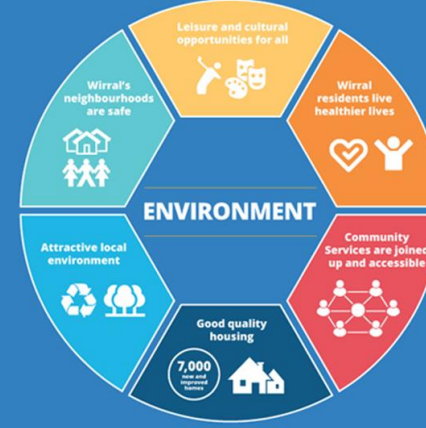 Leisure and cultural
opportunities for all
Wirral
residents live
healthier lives
Community
Services are joined
up and accessible
Good quality
housing
7,000
new and
improved
homes
Attractive local
environment
Wirral's
neighbourhoods
are safe
ENVIRONMENT